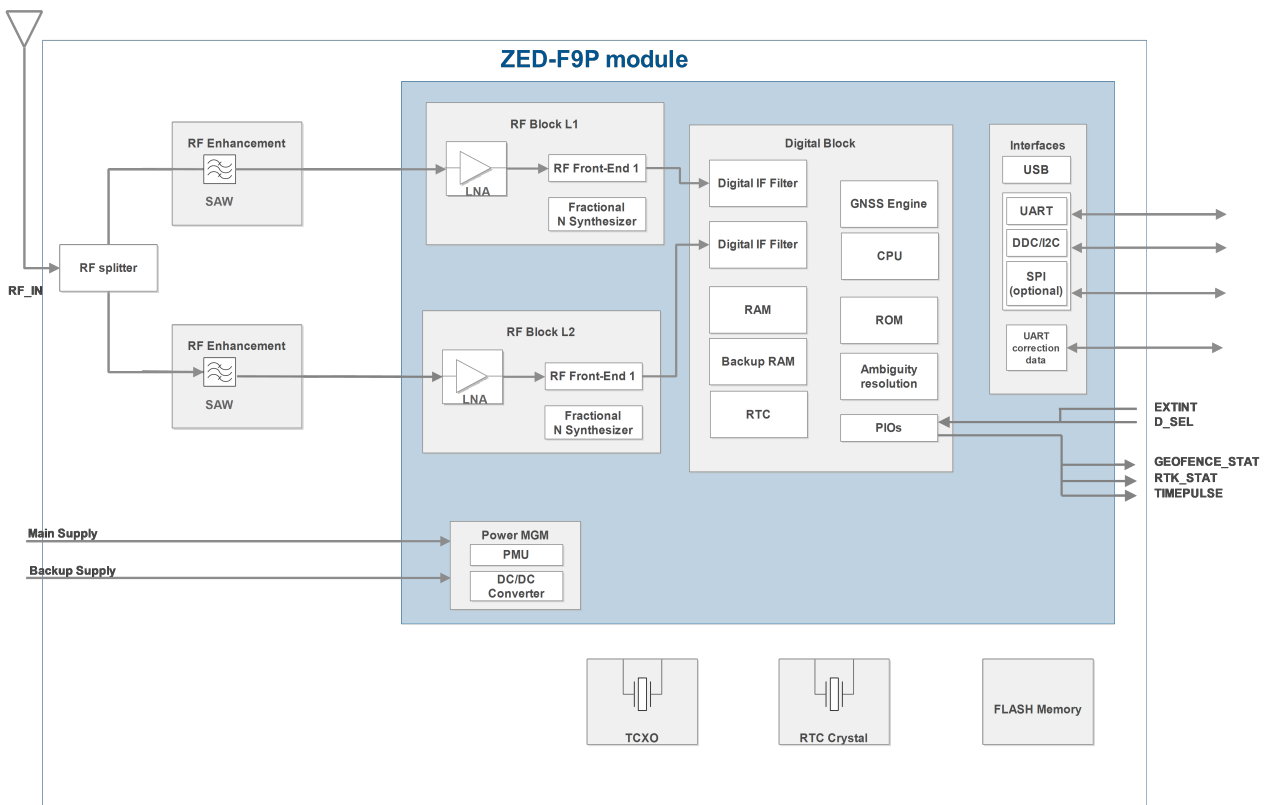 ZED-F9P module
RF_IN
RF splitter
RF Enhancement
SAW
RF Enhancement
SAW
RF Block L1
LNA
RF Front-End 1
Fractional
N Synthesizer
RF Block L2
LNA
RF Front-End 1
Fractional
N Synthesizer
Digital Block
Digital IF Filter
Digital IF Filter
RAM
Backup RAM
RTC
GNSS Engine
CPU
ROM
Ambiguity
resolution
PIOs
Interfaces
USB
UART
DDC/I2C
SPI
(optional)
UART
correction
data
EXTINT
D_SEL
GEOFENCE_STAT
RTK_STAT
TIMEPULSE
Main Supply
Backup Supply
Power MGM
PMU
DC/DC
Converter
TCXO
RTC Crystal
FLASH Memory